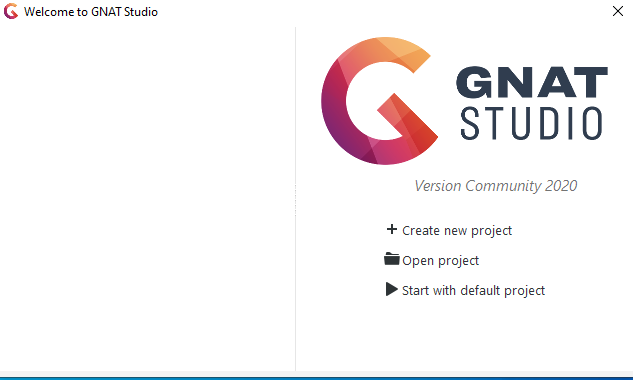 Welcome to GNAT Studio
GNAT
STUDIO
Version Community 2020
Create new project
Open project
Start with default project